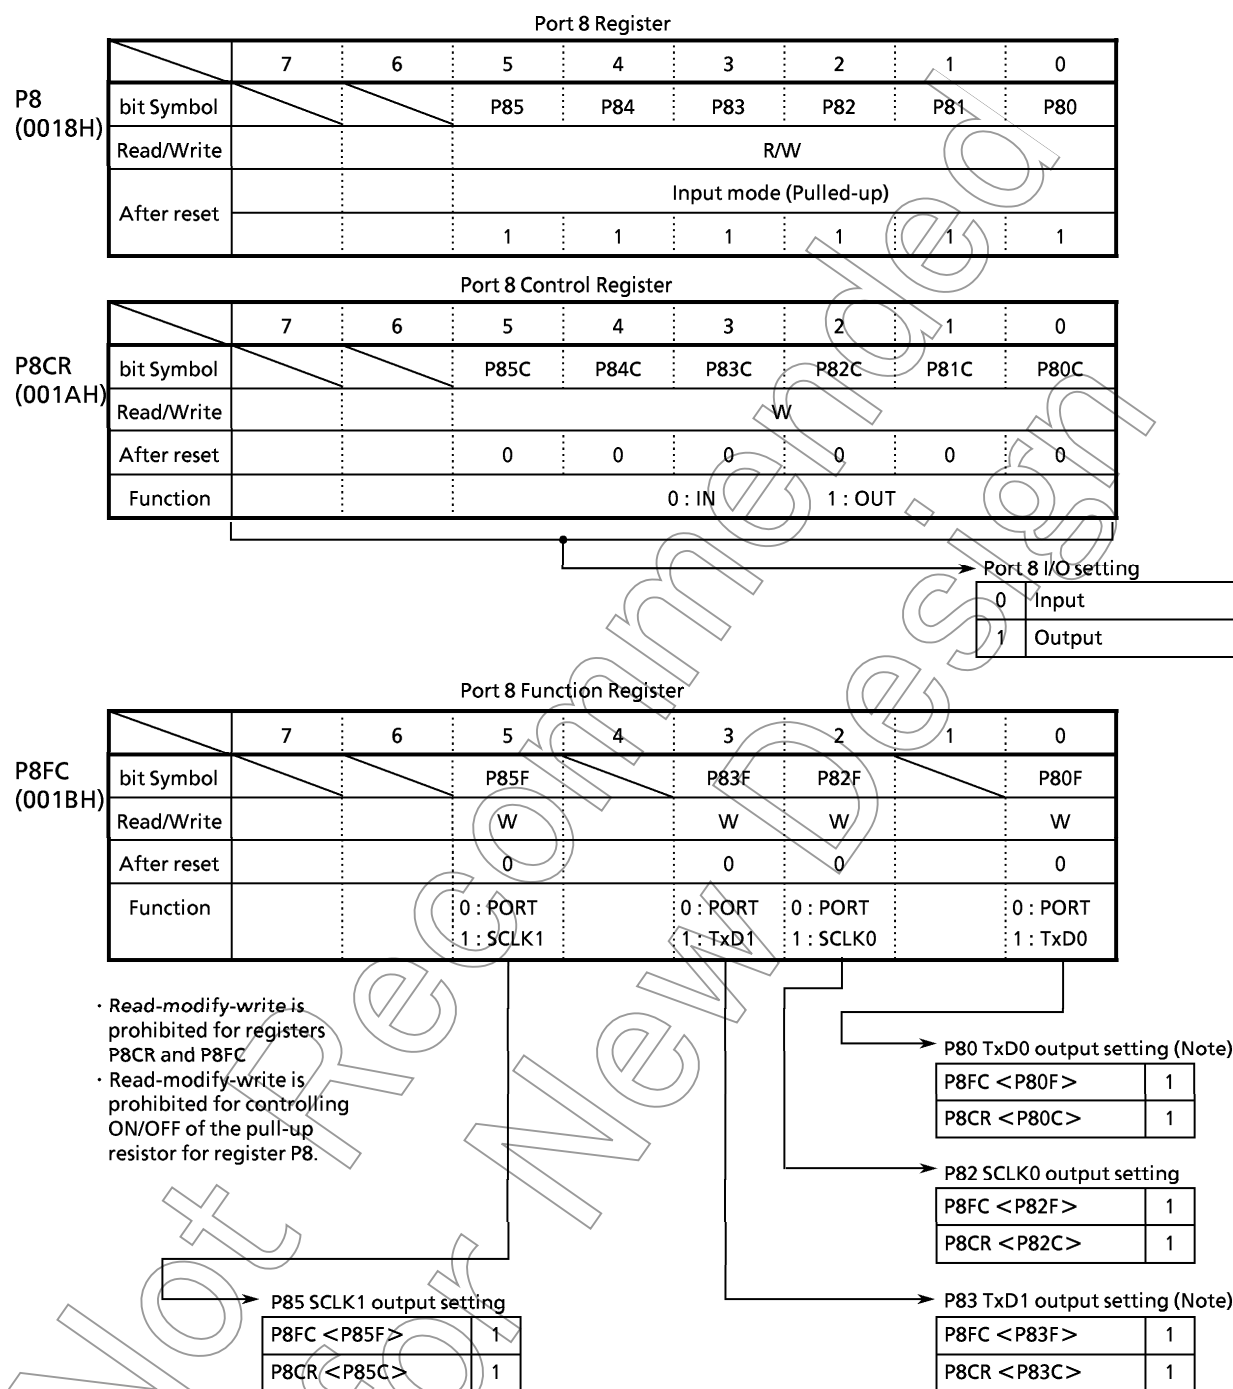 Port 8 Register
7 6 5 4 3 2 1 0
P8
(0018H)
bit Symbol P85 P84 P83 P82 P81 P80
Read/Write R/W
After reset Input mode (Pulled-up)
1 1 1 1 1 1
Port 8 Control Register
7 6 5 4 3 2 1 0
P8CR
(001AH)
bit Symbol P85C P84C P83C P82C P81C P80C
Read/Write W
After reset 0 0 0 0 0 0
Function 0 : IN 1 : OUT
Port 8 I/O setting
0 Input
1 Output
Port 8 Function Register
7 6 5 4 3 2 1 0
P8FC
(001BH)
bit Symbol P85F P83F P82F P80F
Read/Write W W W W
After reset 0 0 0 0
Function 0 : PORT 0 : PORT 0 : PORT 0 : PORT
1 : SCLK1 1 : TxD1 1 : SCLK0 1 : TxD0
· Read-modify-write is
prohibited for registers
P8CR and P8FC
· Read-modify-write is
prohibited for controlling
ON/OFF of the pull-up
resistor for register P8.
P80 TxD0 output setting (Note)
P8FC <P80F> 1
P8CR <P80C> 1
P82 SCLK0 output setting
P8FC <P82F> 1
P8CR <P82C> 1
P85 SCLK1 output setting
P8FC <P85F> 1
P8CR <P85C> 1
P83 TxD1 output setting (Note)
P8FC <P83F> 1
P8CR <P83C> 1
Not Recommended
for New Design